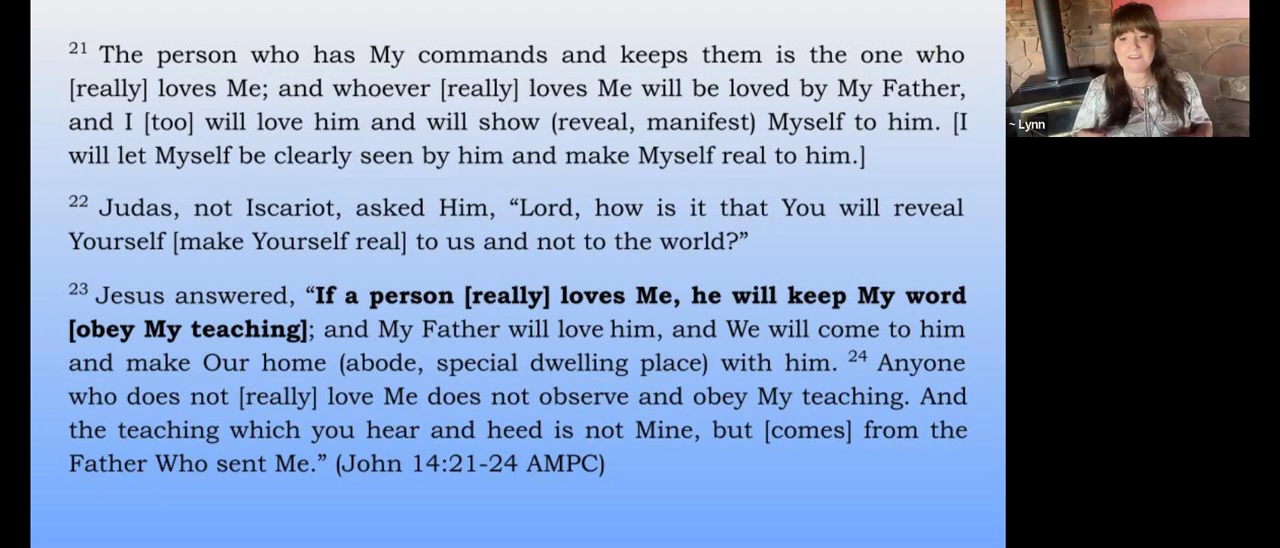 21 The person who has My commands and keeps them is the one who
[really] loves Me; and whoever [really] loves Me will be loved by My Father,
and I [too] will love him and will show (reveal, manifest) Myself to him. [I
will let Myself be clearly seen by him and make Myself real to him.]
22 Judas, not Iscariot, asked Him, “Lord, how is it that You will reveal
Yourself [make Yourself real] to us and not to the world?”
23 Jesus answered, “If a person [really] loves Me, he will keep My word
[obey My teaching]; and My Father will love him, and We will come to him
and make Our home (abode, special dwelling place) with him. 24 Anyone
who does not [really] love Me does not observe and obey My teaching. And
the teaching which you hear and heed is not Mine, but [comes] from the
Father Who sent Me.” (John 14:21-24 AMPC)
~ Lynn